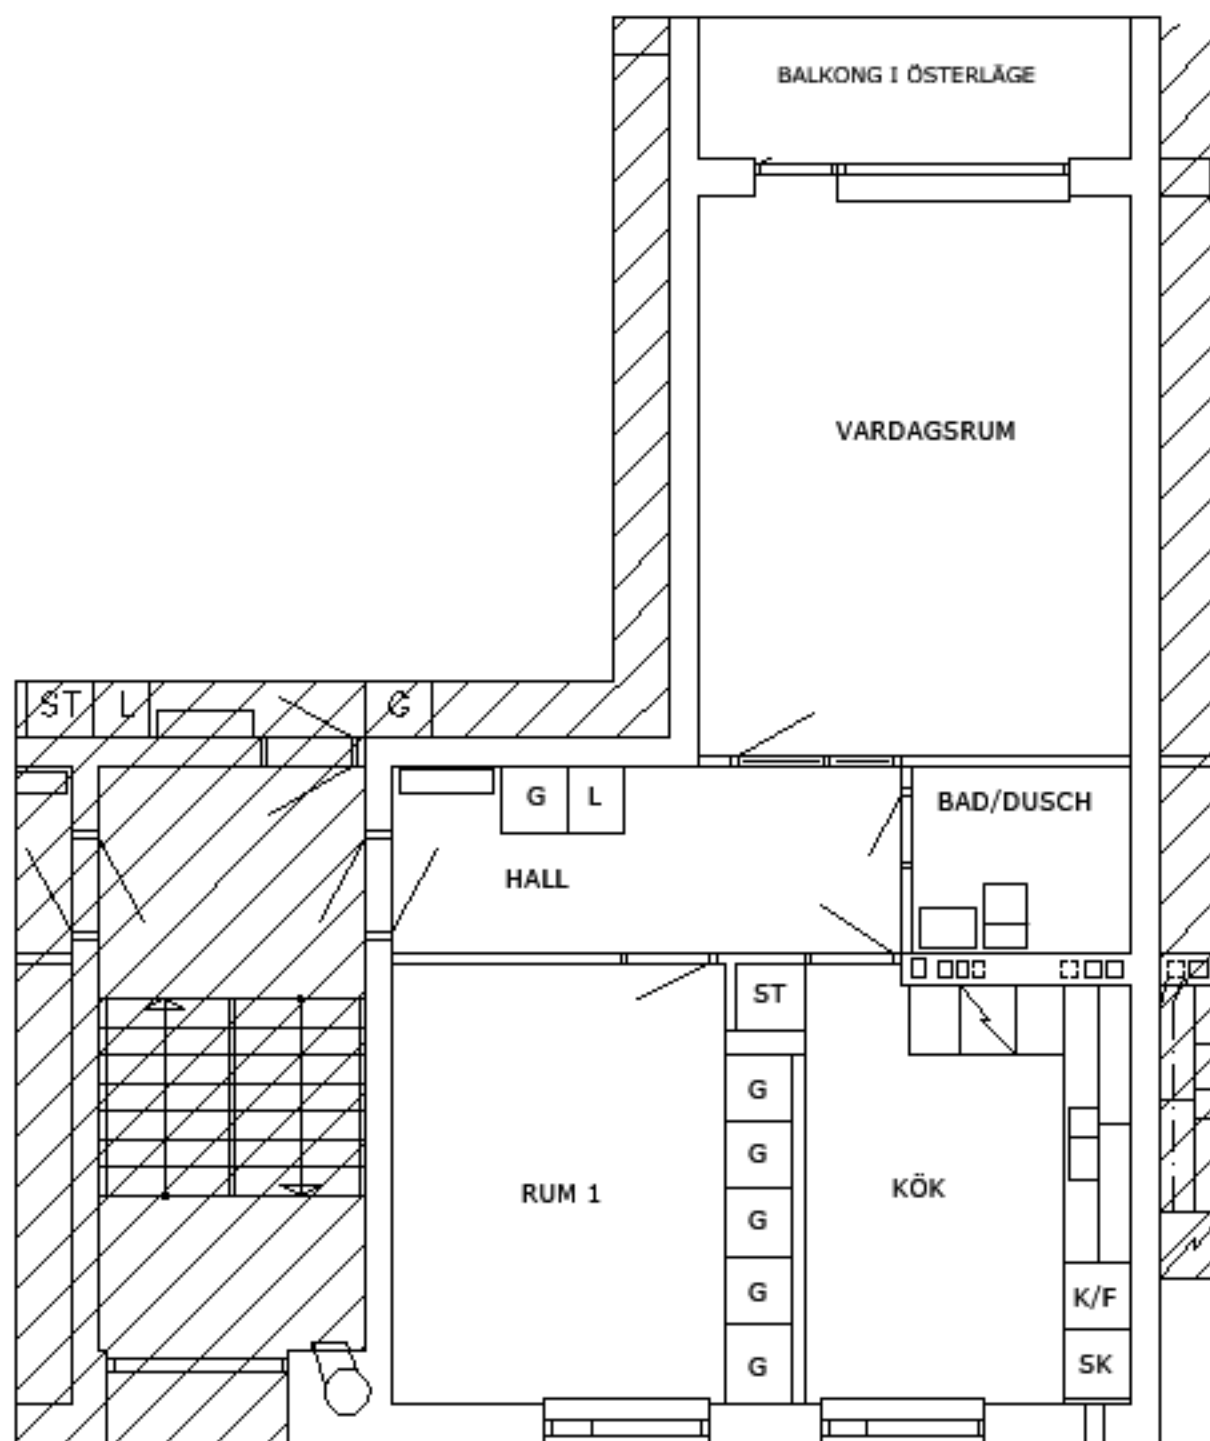 BALKONG I ÖSTERLÄGE
VARDAGSRUM
ST L G
G L
BAD/DUSCH
HALL
ST
G
G
RUM 1
KÖK
G
G
K/F
G
SK